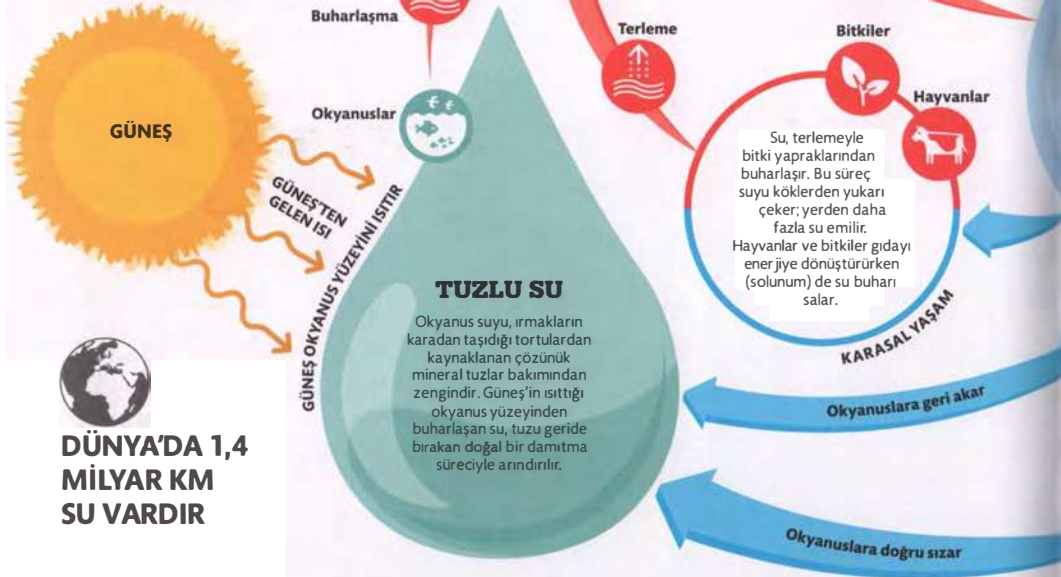 Buharlaşma
Okyanuslar
GÜNEŞ
GÜNEŞ'TEN
GELEN ISI
GÜNEŞ OKYANUS YÜZEYİNİ ISITIR
TUZLU SU
Okyanus suyu, ırmakların
karadan taşıdığı tortulardan
kaynaklanan çözünük
mineral tuzlar bakımından
zengindir. Güneş'in ısıttığı
okyanus yüzeyinden
buharlaşan su, tuzu geride
bırakan doğal bir damıtma
süreciyle arındırılır.
DÜNYA'DA 1,4
MİLYAR KM
SU VARDIR
Terleme
Bitkiler
Hayvanlar
Su, terlemeyle
bitki yapraklarından
buharlaşır. Bu süreç
suyu köklerden yukarı
çeker; yerden daha
fazla su emilir.
Hayvanlar ve bitkiler gıdayı
enerjiye dönüştürürken
(solunum) de su buharı
salar.
KARASAL YAŞAM
Okyanuslara geri akar
Okyanuslara doğru sızar